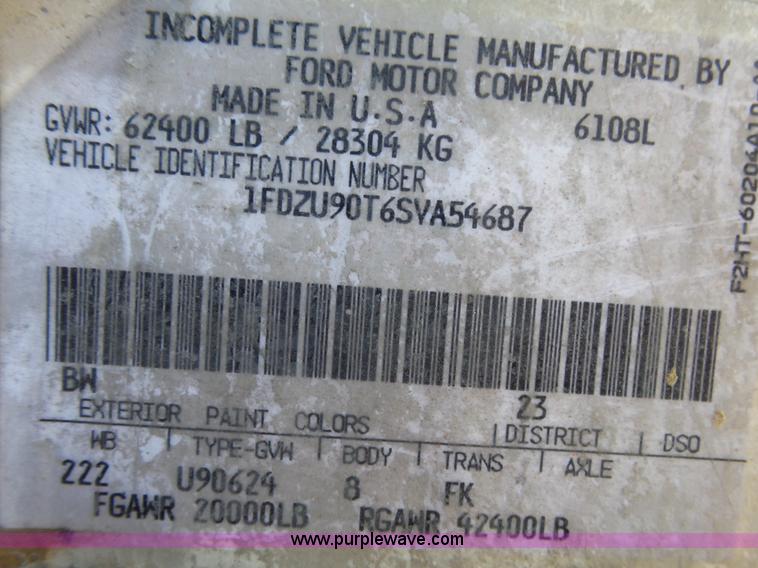 INCOMPLETE VEHICLE MANUFACTURED BY
FORD MOTOR COMPANY
MADE IN U.S.A 6108L
GVWR: 62400 LB / 28304 KG
VEHICLE IDENTIFICATION NUMBER
1FDZU90T6SVA54687
BW 23
EXTERIOR PAINT COLORS | DISTRICT | DSO
WB | TYPE-GVW | BODY | TRANS | AXLE
222 U90624 8 FK
FGAWR 20000LB RGAWR 42400LB
www.purplewave.com